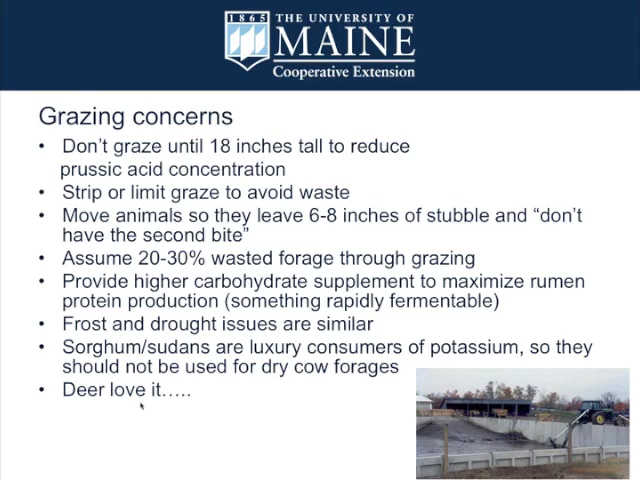 1865 THE UNIVERSITY OF
MAINE
Cooperative Extension
Grazing concerns
• Don't graze until 18 inches tall to reduce
prussic acid concentration
• Strip or limit graze to avoid waste
• Move animals so they leave 6-8 inches of stubble and “don't
have the second bite”
• Assume 20-30% wasted forage through grazing
• Provide higher carbohydrate supplement to maximize rumen
protein production (something rapidly fermentable)
• Frost and drought issues are similar
• Sorghum/sudans are luxury consumers of potassium, so they
should not be used for dry cow forages
• Deer love it…..